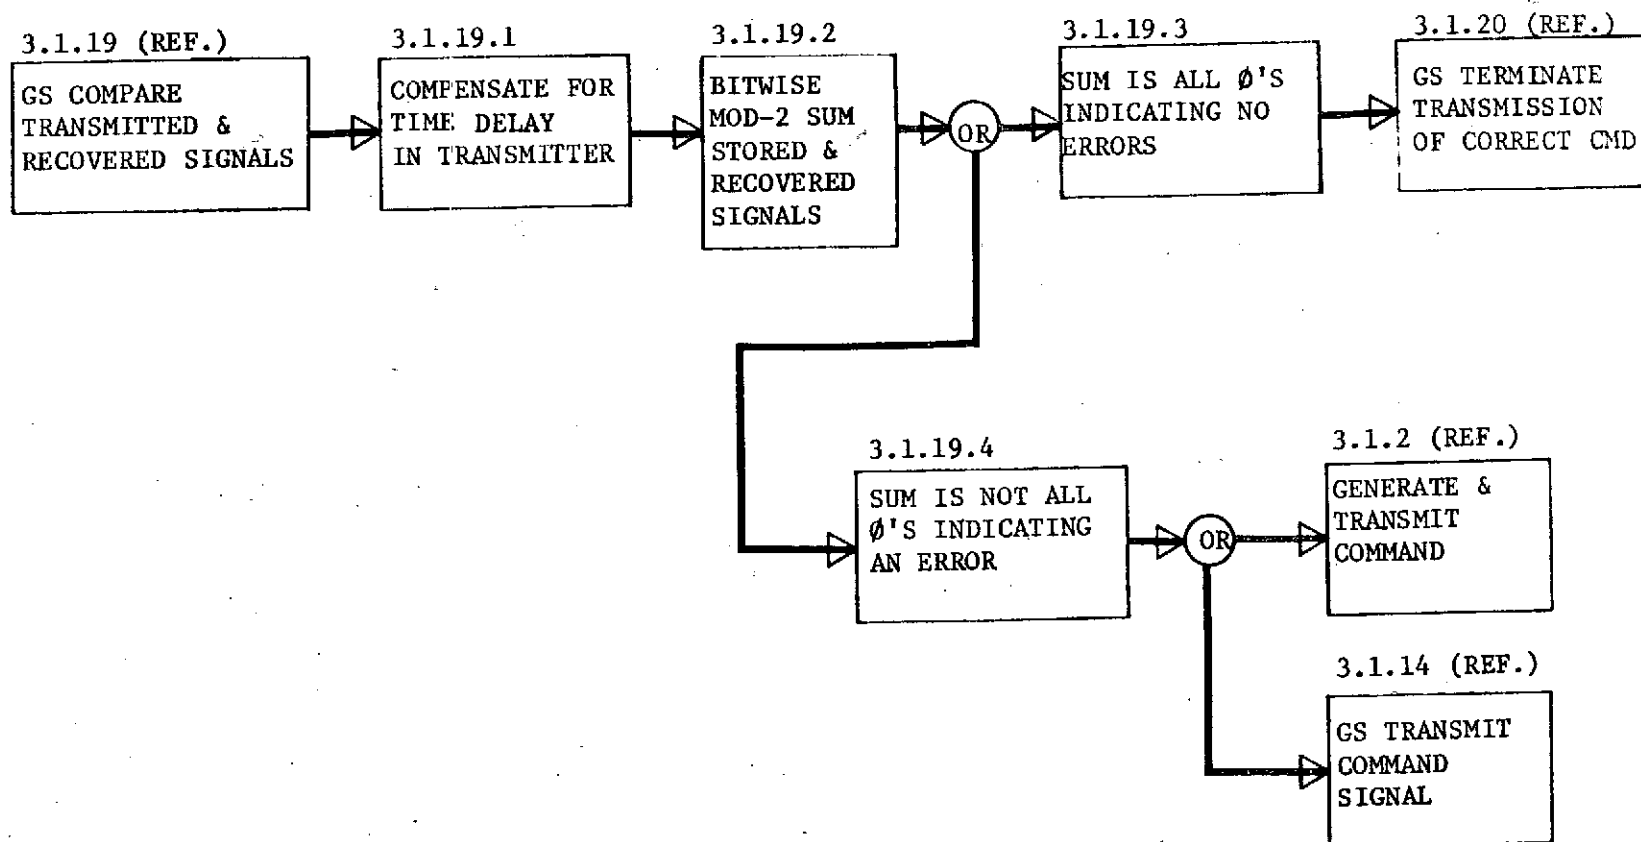 3.1.19 (REF.)
GS COMPARE
TRANSMITTED &
RECOVERED SIGNALS
3.1.19.1
COMPENSATE FOR
TIME DELAY
IN TRANSMITTER
3.1.19.2
BITWISE
MOD-2 SUM
STORED &
RECOVERED
SIGNALS
OR
3.1.19.3
SUM IS ALL Ø'S
INDICATING NO
ERRORS
3.1.20 (REF.)
GS TERMINATE
TRANSMISSION
OF CORRECT CMD
3.1.19.4
SUM IS NOT ALL
Ø'S INDICATING
AN ERROR
OR
3.1.2 (REF.)
GENERATE &
TRANSMIT
COMMAND
3.1.14 (REF.)
GS TRANSMIT
COMMAND
SIGNAL